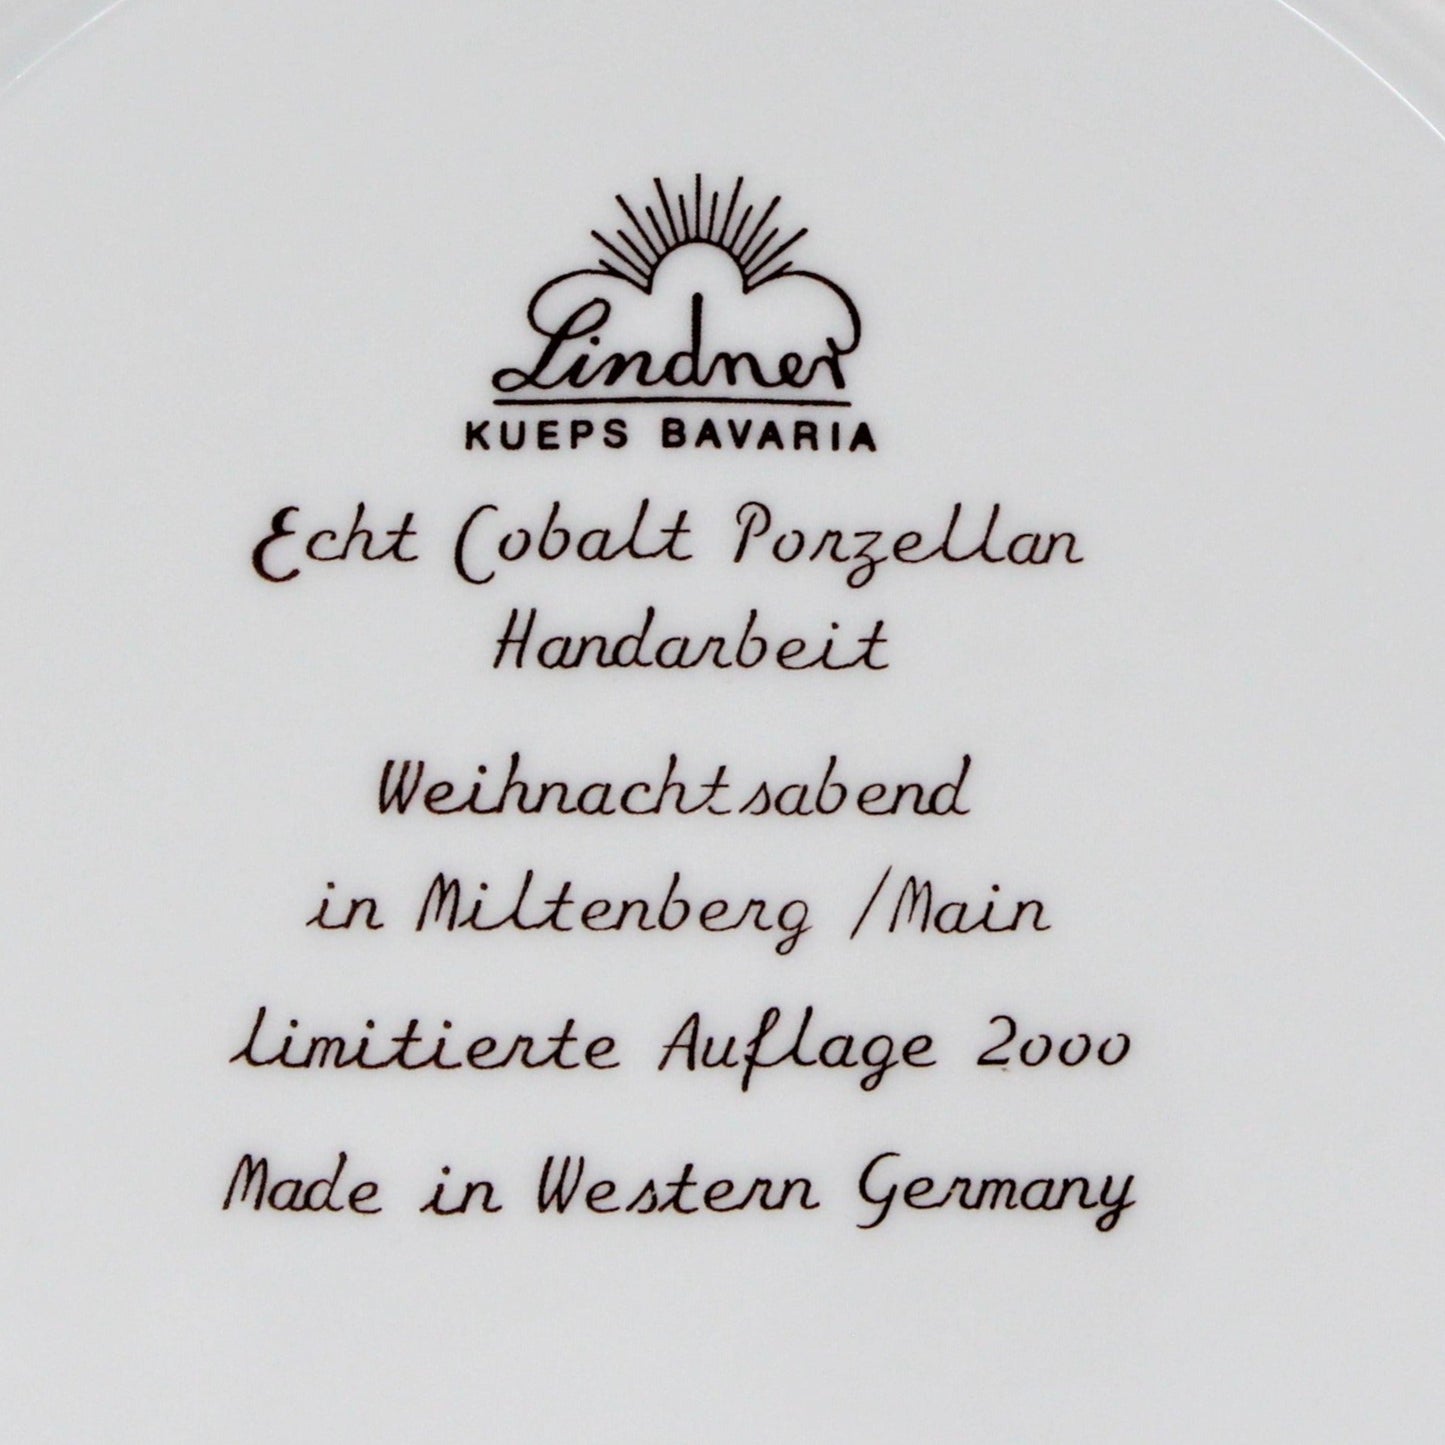 Lindner
KUEPS BAVARIA
Echt Cobalt Porzellan
Handarbeit
Weihnachtsabend
in Miltenberg /Main
limitierte Auflage 2000
Made in Western Germany